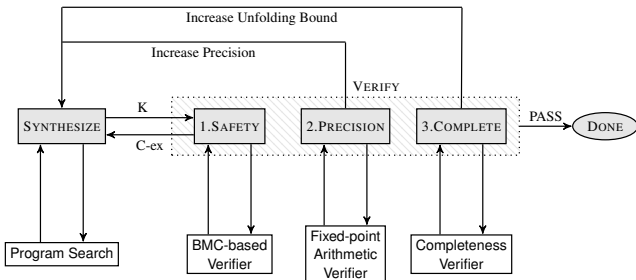 Increase Unfolding Bound
Increase Precision
VERIFY
K
PASS
SYNTHESIZE
1.SAFETY
2.PRECISION
3.COMPLETE
DONE
C-ex
Program Search
BMC-based
Verifier
Fixed-point
Arithmetic
Verifier
Completeness
Verifier